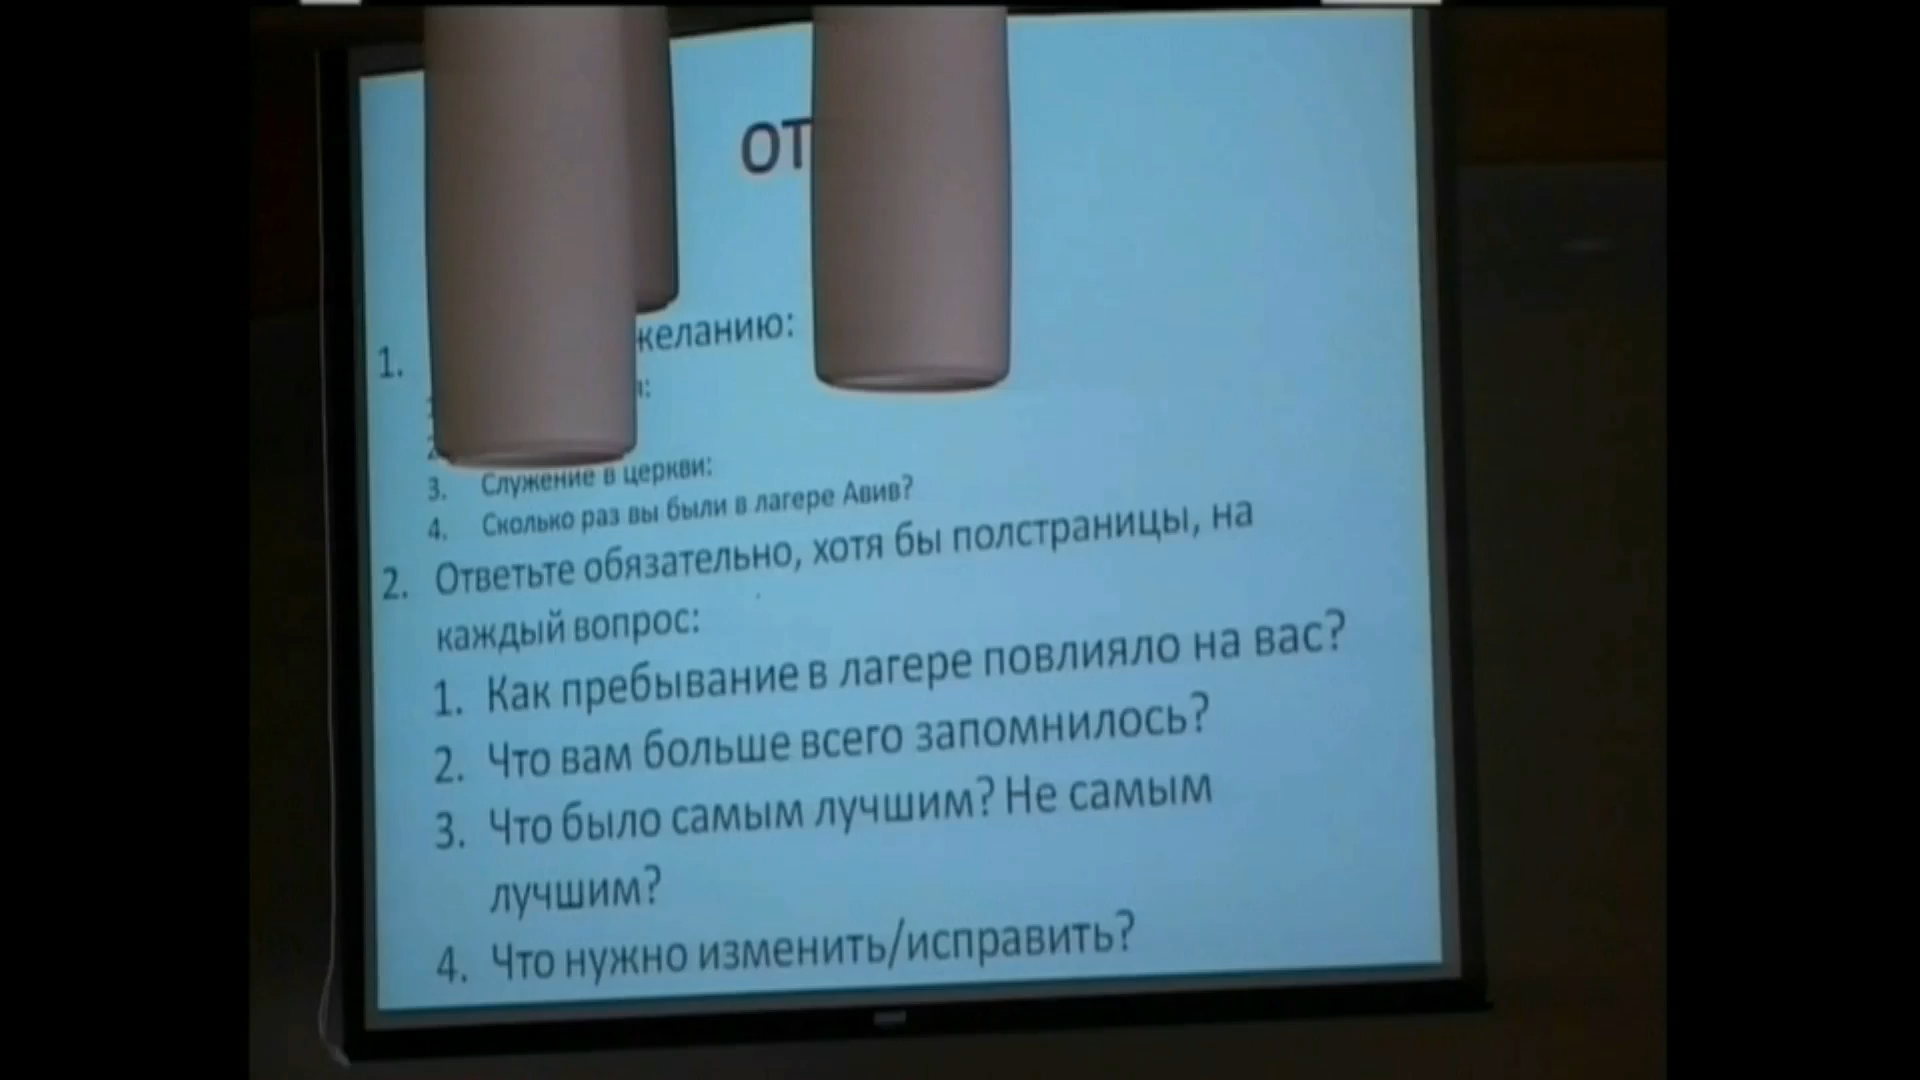 1. желанию:
3. Служение в церкви:
4. Сколько раз вы были в лагере Авив?
2. Ответьте обязательно, хотя бы полстраницы, на
каждый вопрос:
1. Как пребывание в лагере повлияло на вас?
2. Что вам больше всего запомнилось?
3. Что было самым лучшим? Не самым
лучшим?
4. Что нужно изменить/исправить?